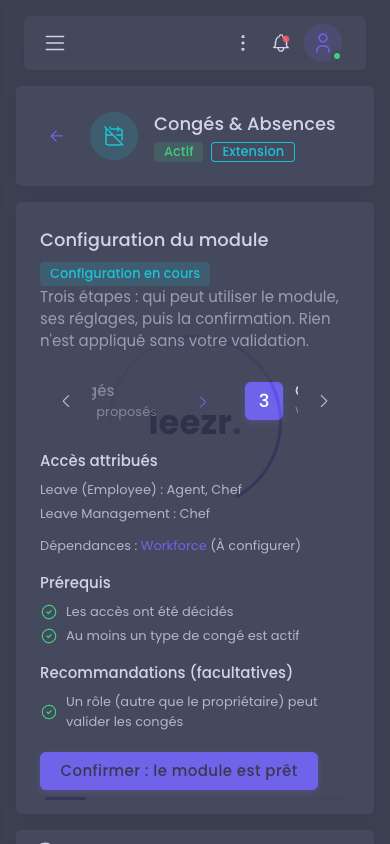 Congés & Absences
Actif
Extension
Configuration du module
Configuration en cours
Trois étapes : qui peut utiliser le module,
ses réglages, puis la confirmation. Rien
n'est appliqué sans votre validation.
gés
proposés
3
leezr.
Accès attribués
Leave (Employee) : Agent, Chef
Leave Management : Chef
Dépendances : Workforce (À configurer)
Prérequis
Les accès ont été décidés
Au moins un type de congé est actif
Recommandations (facultatives)
Un rôle (autre que le propriétaire) peut
valider les congés
Confirmer : le module est prêt